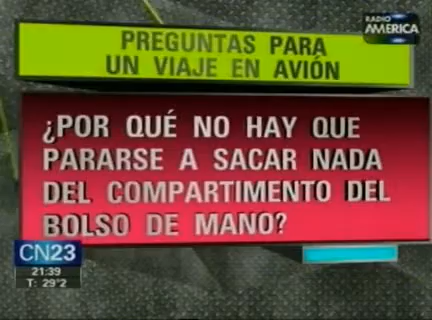 RADIO
AMERICA
PREGUNTAS PARA
UN VIAJE EN AVIÓN
¿POR QUÉ NO HAY QUE
PARARSE A SACAR NADA
DEL COMPARTIMENTO DEL
BOLSO DE MANO?
CN23
21:39
T: 29°2